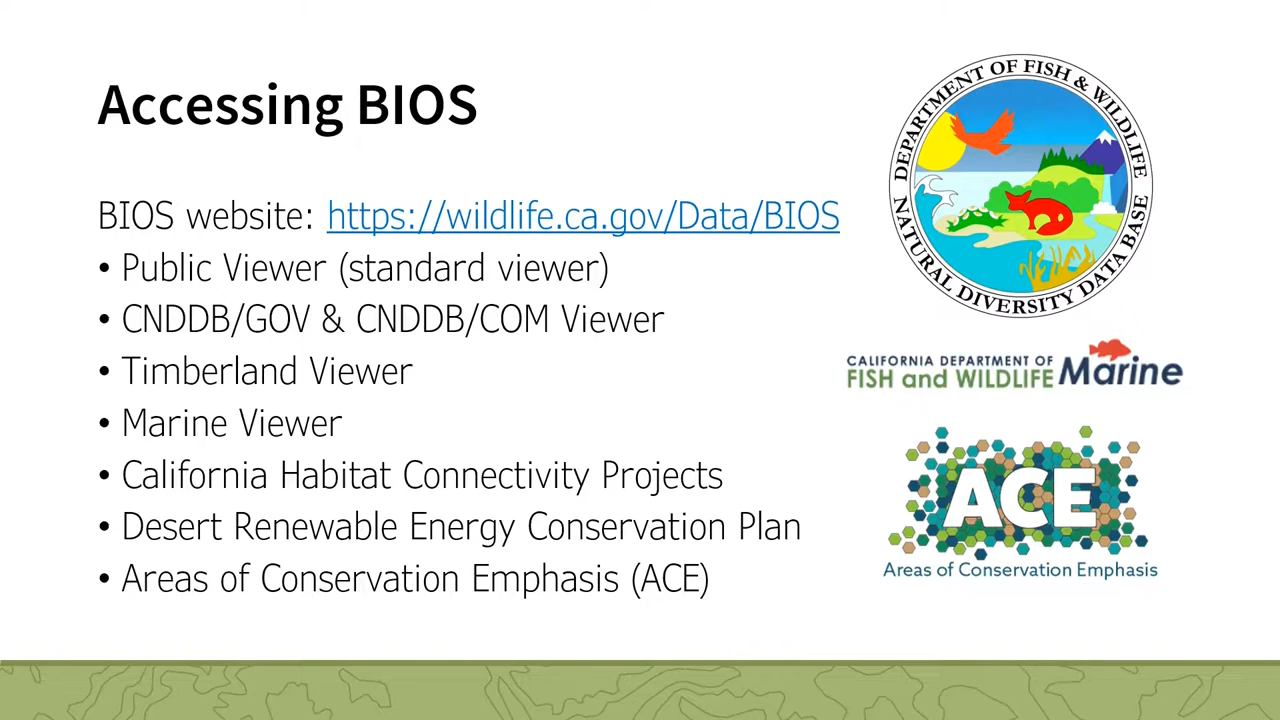 Accessing BIOS
BIOS website: https://wildlife.ca.gov/Data/BIOS
• Public Viewer (standard viewer)
• CNDDB/GOV & CNDDB/COM Viewer
• Timberland Viewer
• Marine Viewer
• California Habitat Connectivity Projects
• Desert Renewable Energy Conservation Plan
• Areas of Conservation Emphasis (ACE)
DEPARTMENT OF FISH & WILDLIFE
NATURAL DIVERSITY DATA BASE
CALIFORNIA DEPARTMENT OF
FISH and WILDLIFE Marine
ACE
Areas of Conservation Emphasis